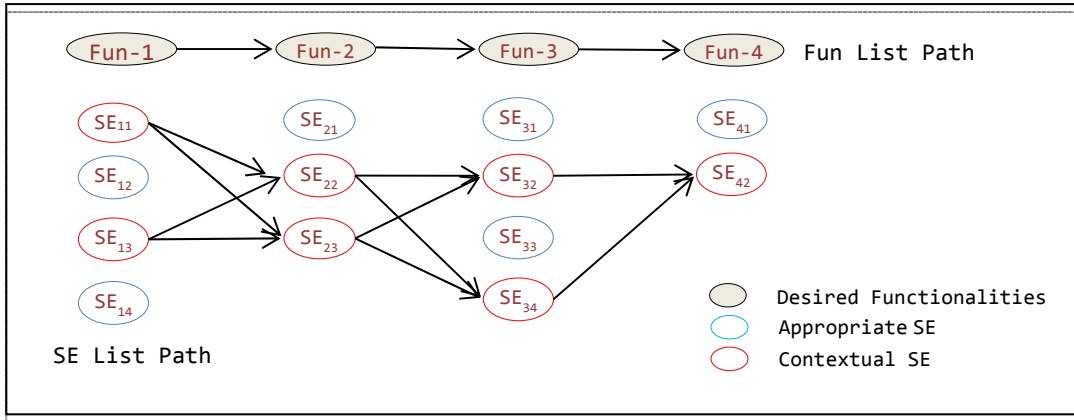 Fun-1 Fun-2 Fun-3 Fun-4 Fun List Path
SE11 SE21 SE31 SE41
SE12 SE22 SE32 SE42
SE13 SE23 SE33
SE14 SE34
Desired Functionalities
Appropriate SE
SE List Path
Contextual SE